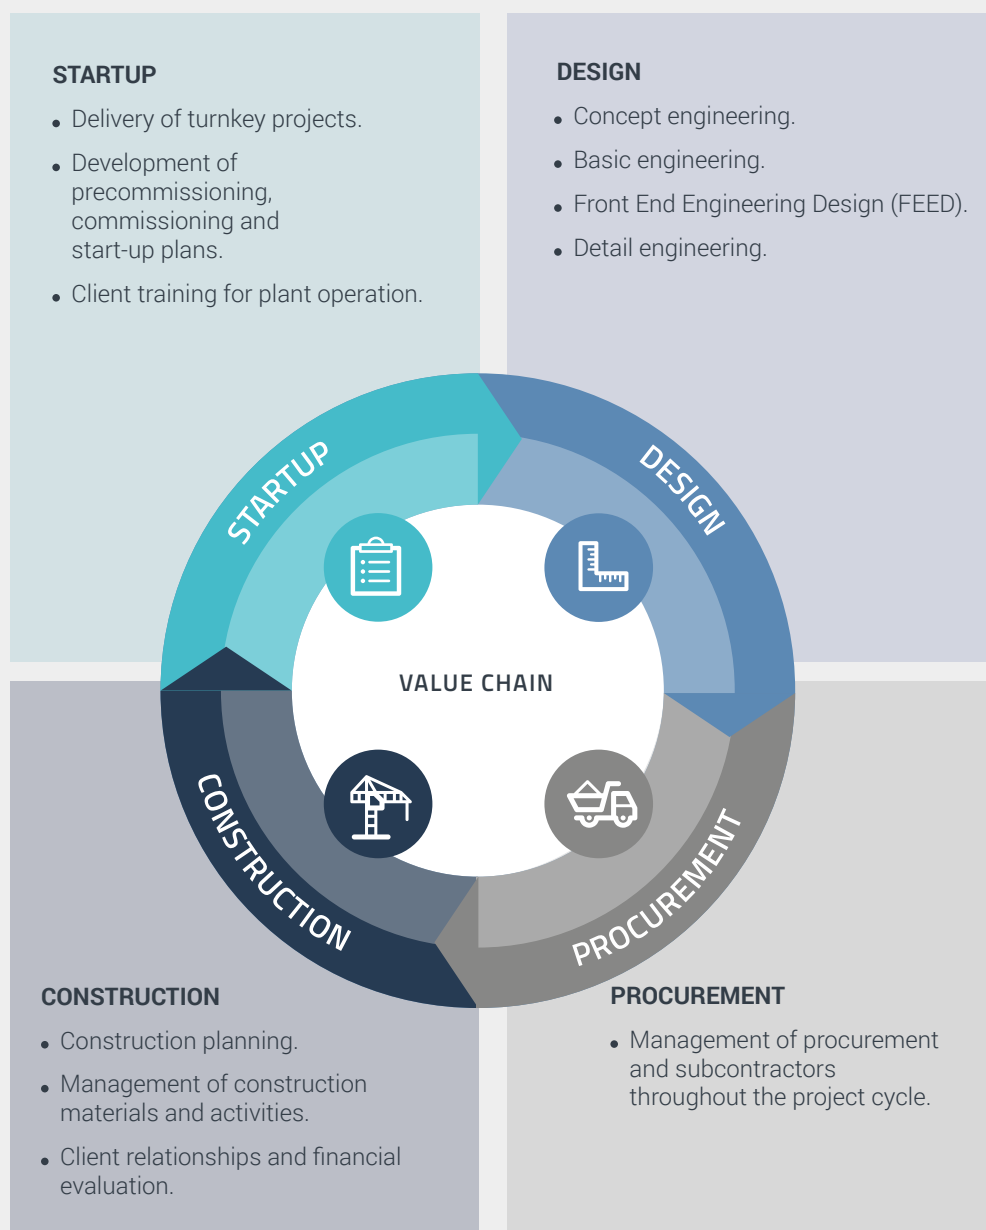 STARTUP
• Delivery of turnkey projects.
• Development of
precommissioning,
commissioning and
start-up plans.
• Client training for plant operation.
DESIGN
• Concept engineering.
• Basic engineering.
• Front End Engineering Design (FEED).
• Detail engineering.
STARTUP
DESIGN
VALUE CHAIN
CONSTRUCTION
PROCUREMENT
CONSTRUCTION
• Construction planning.
• Management of construction
materials and activities.
• Client relationships and financial
evaluation.
PROCUREMENT
• Management of procurement
and subcontractors
throughout the project cycle.